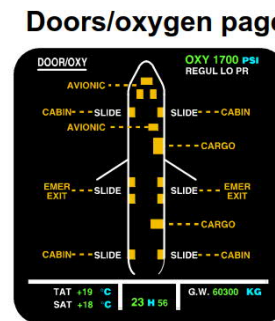 Doors/oxygen page
DOOR/OXY OXY 1700 PSI
REGUL LO PR
AVIONIC
CABIN SLIDE SLIDE CABIN
AVIONIC
CARGO
EMER EXIT SLIDE SLIDE EMER EXIT
CARGO
CABIN SLIDE SLIDE CABIN
TAT +19 °C G.W. 60300 KG
SAT +18 °C 23 H 56